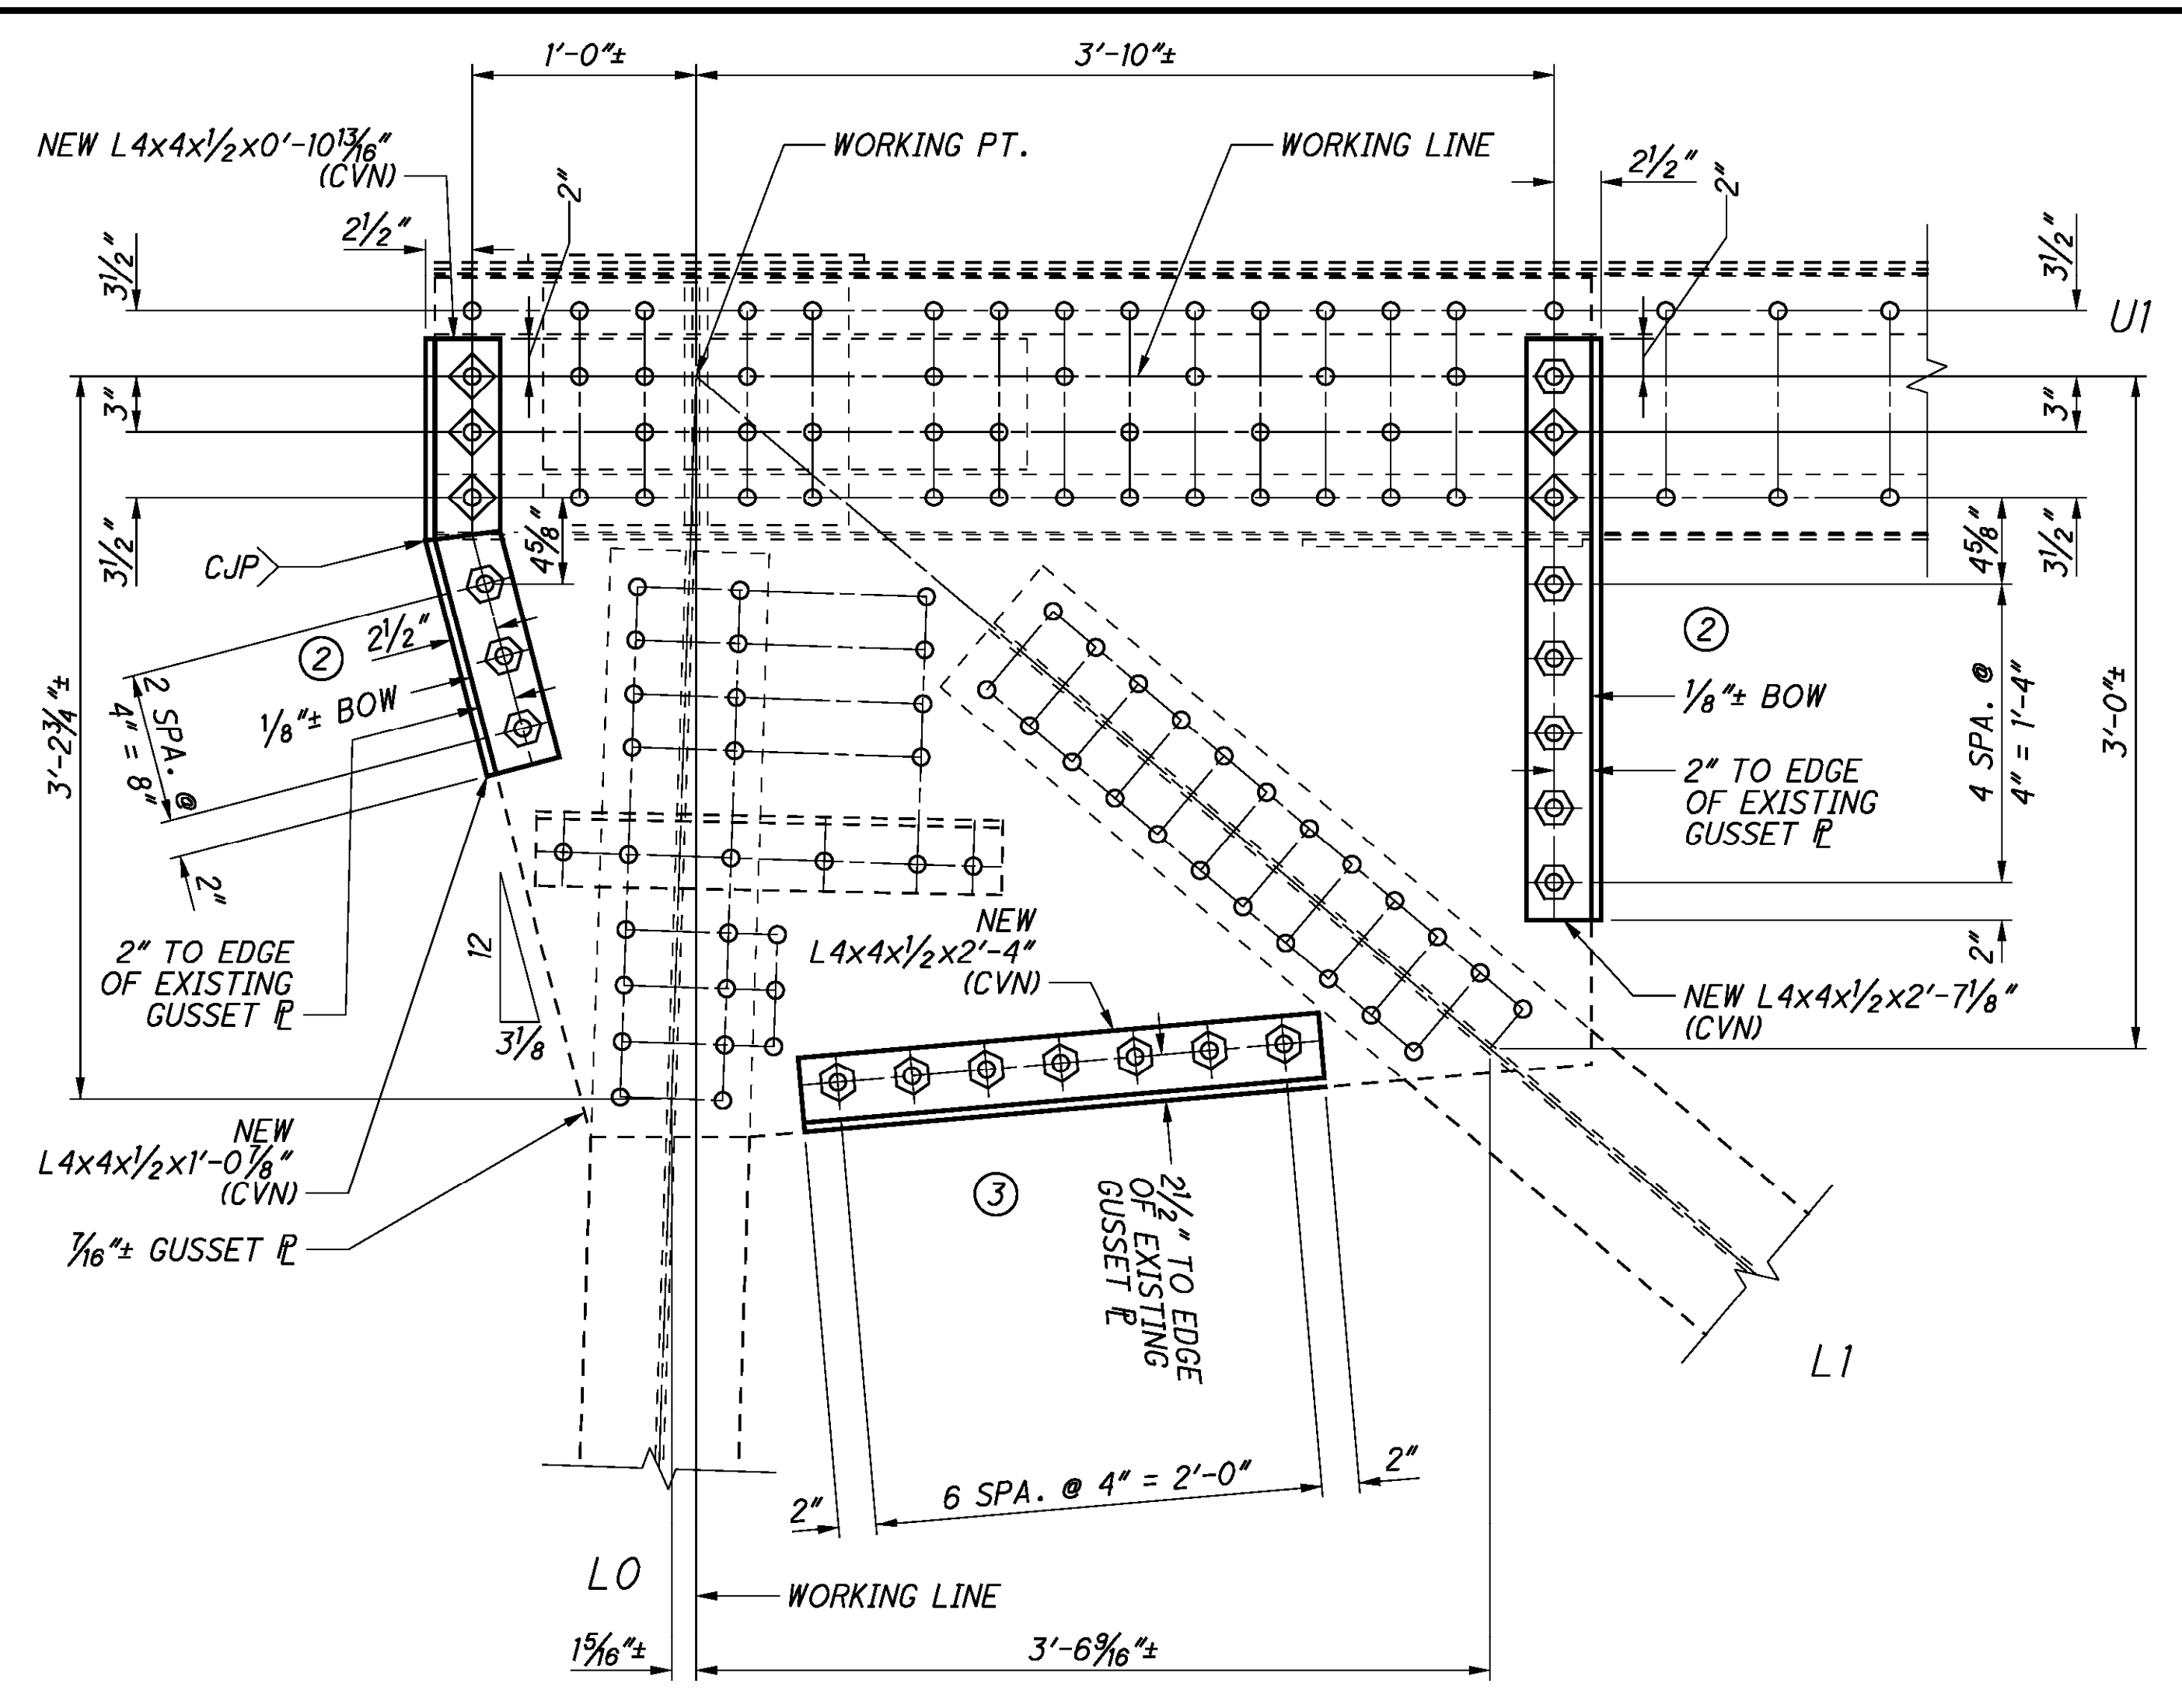 1'-0"±
3'-10"±
NEW L4x4x1/2x0'-10 13/16"
(CVN)
WORKING PT.
WORKING LINE
2 1/2"
2"
2 1/2"
2"
3 1/2"
3 1/2"
U1
3"
3"
3 1/2"
4 5/8"
4 5/8"
3 1/2"
CJP
2
2 1/2"
1/8"± BOW
3'-2 3/4"±
2 SPA. @
4" = 8"
2"
2
1/8"± BOW
4 SPA. @
4" = 1'-4"
3'-0"±
2" TO EDGE
OF EXISTING
GUSSET PL
2"
12
3 1/8
2" TO EDGE
OF EXISTING
GUSSET PL
NEW
L4x4x1/2x2'-4"
(CVN)
NEW L4x4x1/2x2'-7 1/8"
(CVN)
NEW
L4x4x1/2x1'-0 7/8"
(CVN)
7/16"± GUSSET PL
3
2 1/2" TO EDGE
OF EXISTING
GUSSET PL
L1
2"
6 SPA. @ 4" = 2'-0"
2"
L0
WORKING LINE
1 5/16"±
3'-6 9/16"±